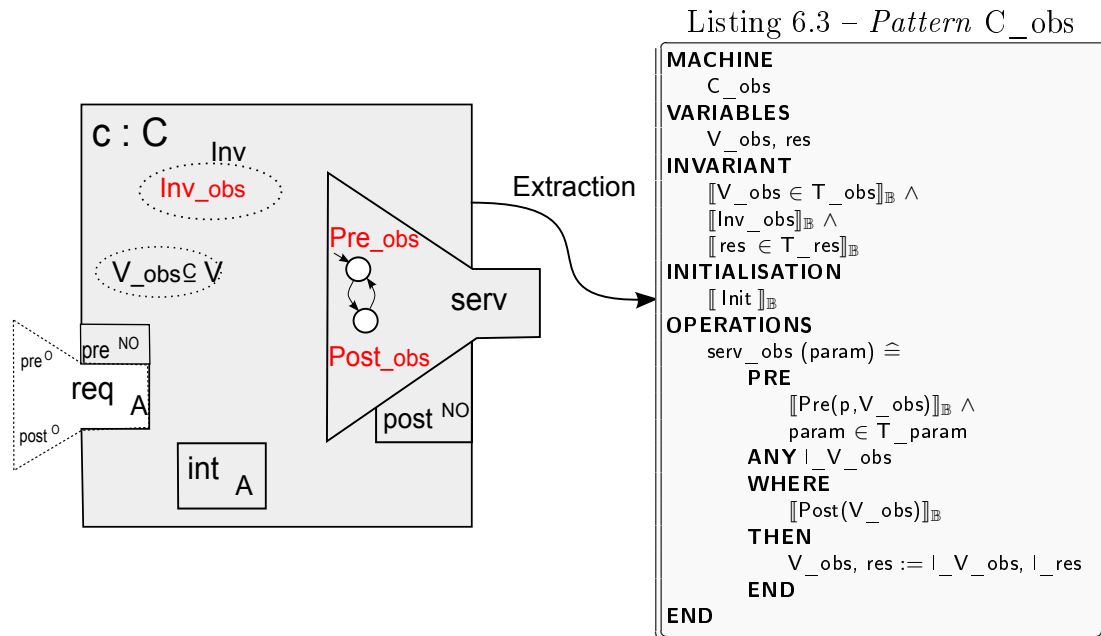 Listing 6.3 – Pattern C_obs
c : C
Inv
Inv_obs
V_obs ⊆ V
Pre_obs
Post_obs
serv
pre NO
pre O
req
A
post O
post NO
int
A
Extraction
MACHINE
C_obs
VARIABLES
V_obs, res
INVARIANT
⟦V_obs ∈ T_obs⟧𝔹 ∧
⟦Inv_obs⟧𝔹 ∧
⟦ res ∈ T_res⟧𝔹
INITIALISATION
⟦ Init ⟧𝔹
OPERATIONS
serv_obs (param) ≙
PRE
⟦Pre(p,V_obs)⟧𝔹 ∧
param ∈ T_param
ANY l_V_obs
WHERE
⟦Post(V_obs)⟧𝔹
THEN
V_obs, res := l_V_obs, l_res
END
END